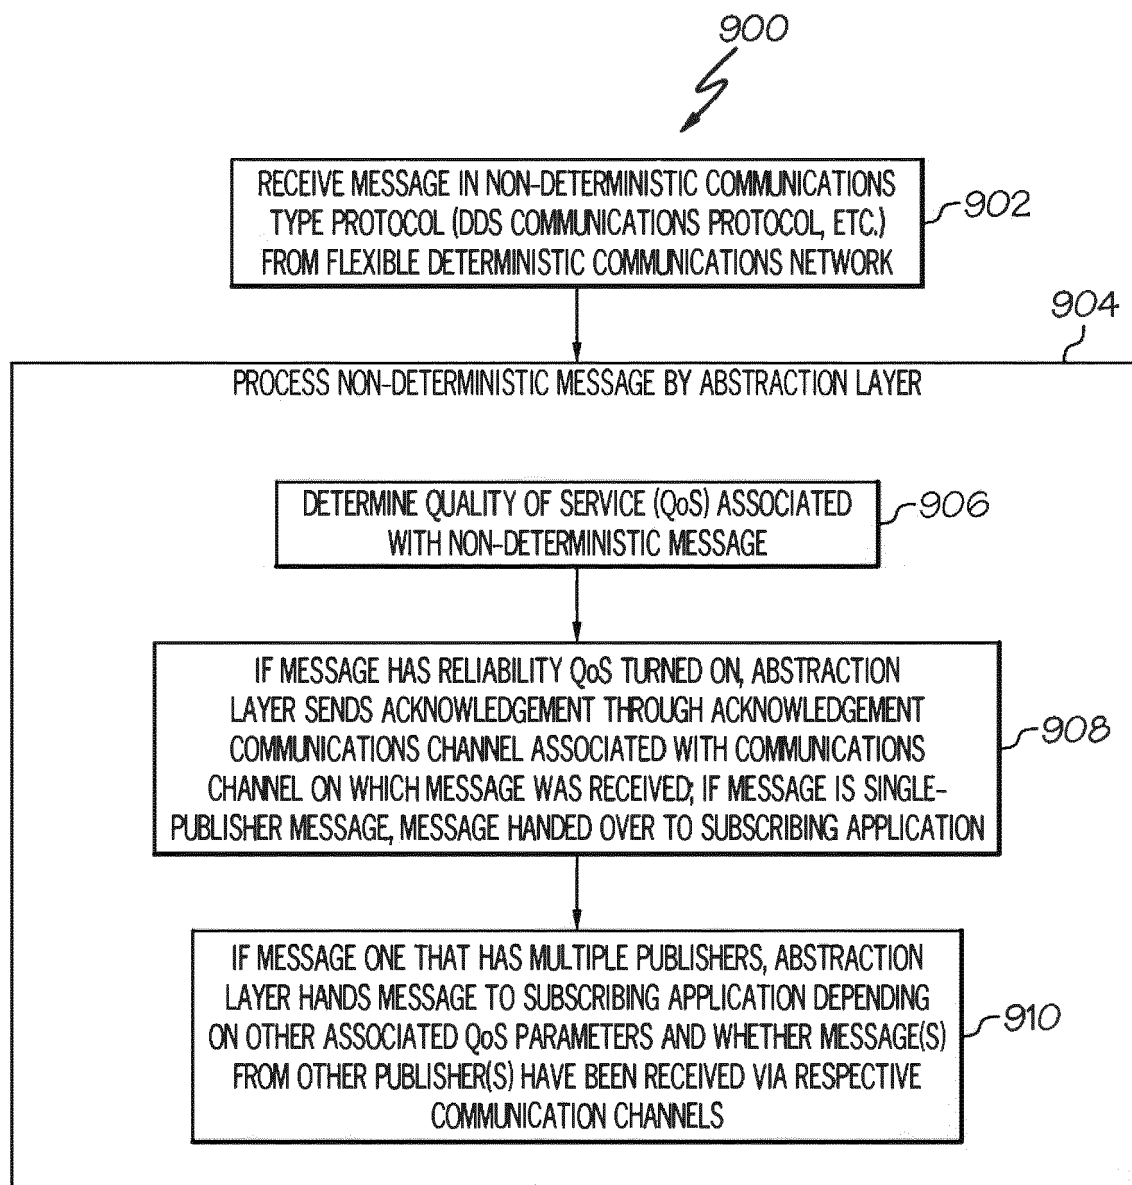 900
RECEIVE MESSAGE IN NON-DETERMINISTIC COMMUNICATIONS
TYPE PROTOCOL (DDS COMMUNICATIONS PROTOCOL, ETC.)
FROM FLEXIBLE DETERMINISTIC COMMUNICATIONS NETWORK
902
904
PROCESS NON-DETERMINISTIC MESSAGE BY ABSTRACTION LAYER
DETERMINE QUALITY OF SERVICE (QoS) ASSOCIATED
WITH NON-DETERMINISTIC MESSAGE
906
IF MESSAGE HAS RELIABILITY QoS TURNED ON, ABSTRACTION
LAYER SENDS ACKNOWLEDGEMENT THROUGH ACKNOWLEDGEMENT
COMMUNICATIONS CHANNEL ASSOCIATED WITH COMMUNICATIONS
CHANNEL ON WHICH MESSAGE WAS RECEIVED; IF MESSAGE IS SINGLE-
PUBLISHER MESSAGE, MESSAGE HANDED OVER TO SUBSCRIBING APPLICATION
908
IF MESSAGE ONE THAT HAS MULTIPLE PUBLISHERS, ABSTRACTION
LAYER HANDS MESSAGE TO SUBSCRIBING APPLICATION DEPENDING
ON OTHER ASSOCIATED QoS PARAMETERS AND WHETHER MESSAGE(S)
FROM OTHER PUBLISHER(S) HAVE BEEN RECEIVED VIA RESPECTIVE
COMMUNICATION CHANNELS
910